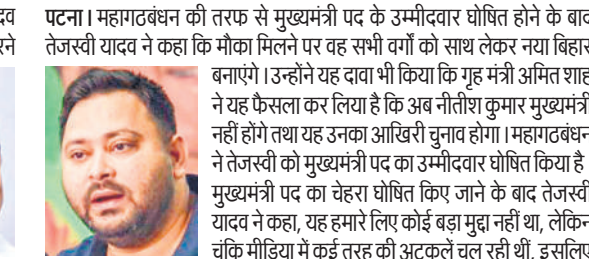 दव
रने
पटना। महागठबंधन की तरफ से मुख्यमंत्री पद के उम्मीदवार घोषित होने के बाद
तेजस्वी यादव ने कहा कि मौका मिलने पर वह सभी वर्गों को साथ लेकर नया बिहार
बनाएंगे। उन्होंने यह दावा भी किया कि गृह मंत्री अमित शाह
ने यह फैसला कर लिया है कि अब नीतीश कुमार मुख्यमंत्री
नहीं होंगे तथा यह उनका आखिरी चुनाव होगा। महागठबंधन
ने तेजस्वी को मुख्यमंत्री पद का उम्मीदवार घोषित किया है
मुख्यमंत्री पद का चेहरा घोषित किए जाने के बाद तेजस्वी
यादव ने कहा, यह हमारे लिए कोई बड़ा मुद्दा नहीं था, लेकिन
चूंकि मीडिया में कई तरह की अटकलें चल रही थीं, इसलिए